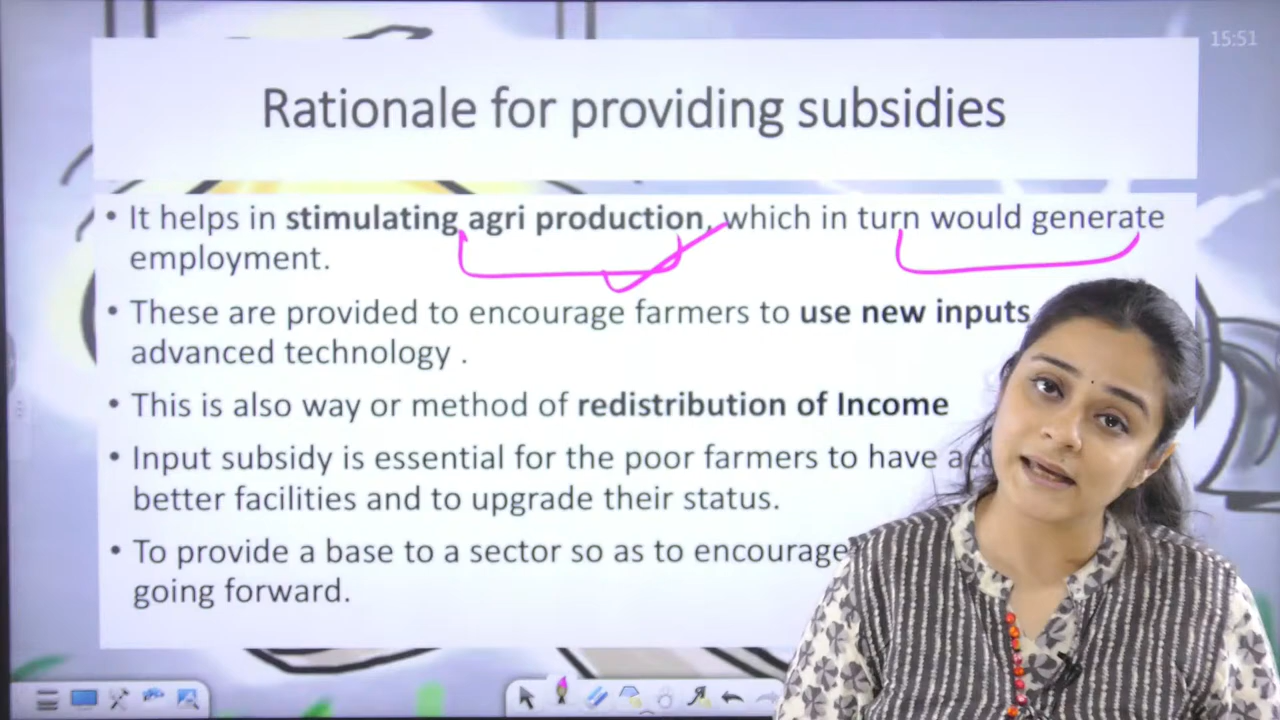 15:51
Rationale for providing subsidies
• It helps in stimulating agri production, which in turn would generate
employment.
• These are provided to encourage farmers to use new inputs
advanced technology .
• This is also way or method of redistribution of Income
• Input subsidy is essential for the poor farmers to have
better facilities and to upgrade their status.
• To provide a base to a sector so as to encourage
going forward.